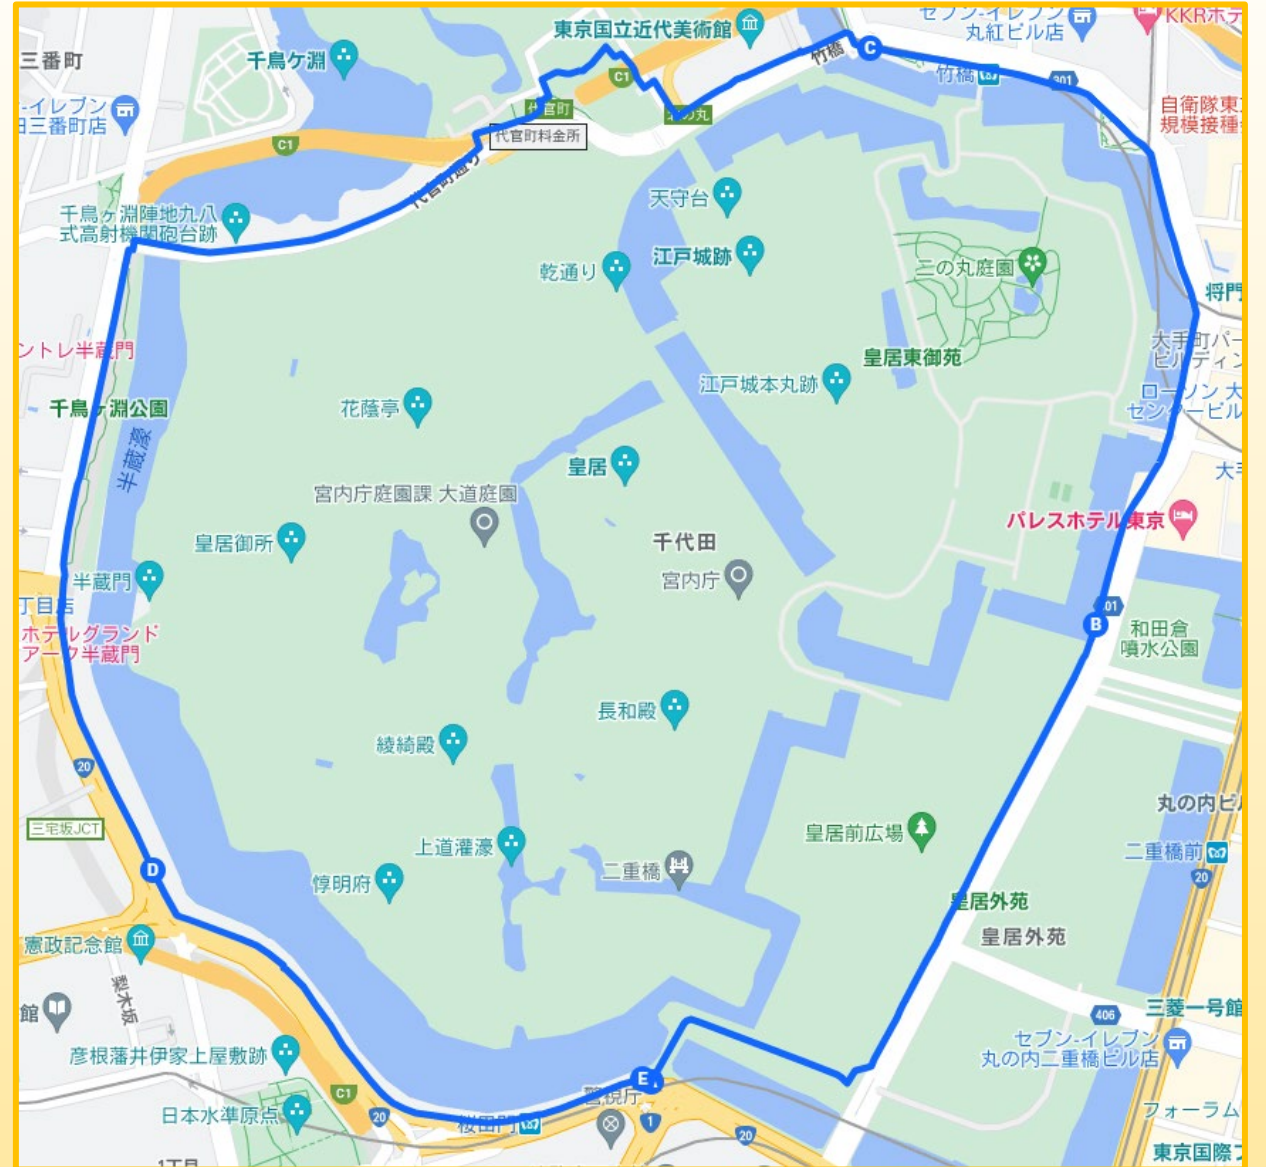 セブン-イレブン
丸紅ビル店
KKRホテ
東京国立近代美術館
三番町
千鳥ケ淵
C1
竹橋
C
竹橋
301
-イレブン
三番町店
代官町
北の丸
自衛隊東
規模接種
C1
代官町料金所
代官町通り
天守台
千鳥ヶ淵陣地九八
式高射機関砲台跡
江戸城跡
乾通り
二の丸庭園
将門
ントレ半蔵門
大手町パー
ビルディン
皇居東御苑
江戸城本丸跡
ローソン 大
センタービル
千鳥ヶ淵公園
花蔭亭
半蔵濠
皇居
大手
宮内庁庭園課 大道庭園
パレスホテル東京
皇居御所
千代田
宮内庁
半蔵門
丁目店
B
ホテルグランド
アーク半蔵門
和田倉
噴水公園
長和殿
綾綺殿
20
丸の内ビ
三宅坂JCT
皇居前広場
上道灌濠
二重橋前
二重橋
D
惇明府
20
皇居外苑
皇居外苑
憲政記念館
梨木坂
館
406
三菱一号館
セブン-イレブン
丸の内二重橋ビル店
彦根藩井伊家上屋敷跡
E
C1
警視庁
日本水準原点
20
桜田門
1
20
フォーラム
東京国際フ
1丁目